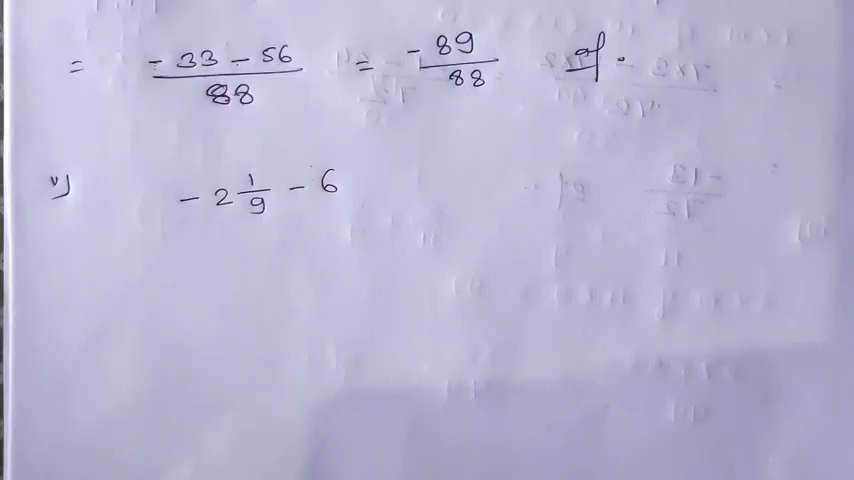 = -33 - 56 / 88 = -89 / 88
v) - 2 1/9 - 6